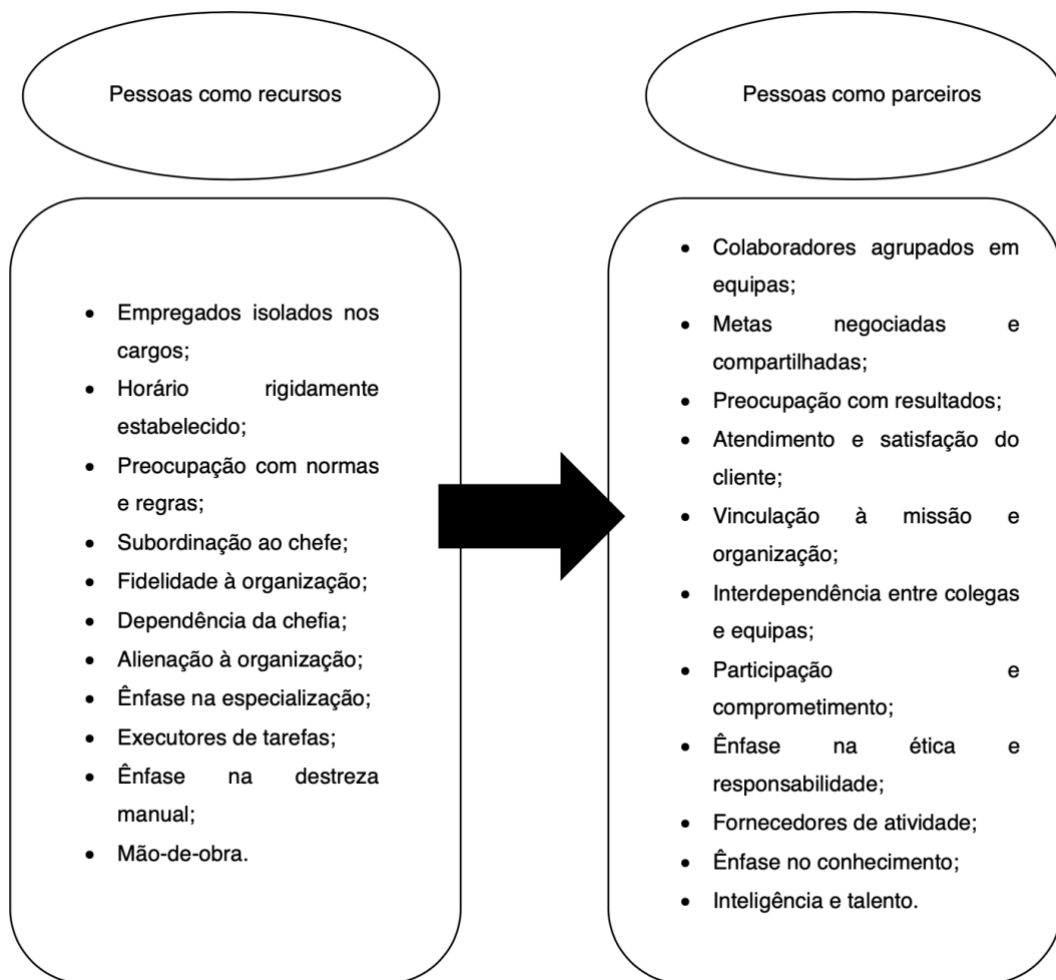 Pessoas como recursos
Empregados isolados nos
cargos;
Horário rigidamente
estabelecido;
Preocupação com normas
e regras;
Subordinação ao chefe;
Fidelidade à organização;
Dependência da chefia;
Alienação à organização;
Ênfase na especialização;
Executores de tarefas;
Ênfase na destreza
manual;
Mão-de-obra.
Pessoas como parceiros
Colaboradores agrupados em
equipas;
Metas negociadas e
compartilhadas;
Preocupação com resultados;
Atendimento e satisfação do
cliente;
Vinculação à missão e
organização;
Interdependência entre colegas
e equipas;
Participação e
comprometimento;
Ênfase na ética e
responsabilidade;
Fornecedores de atividade;
Ênfase no conhecimento;
Inteligência e talento.